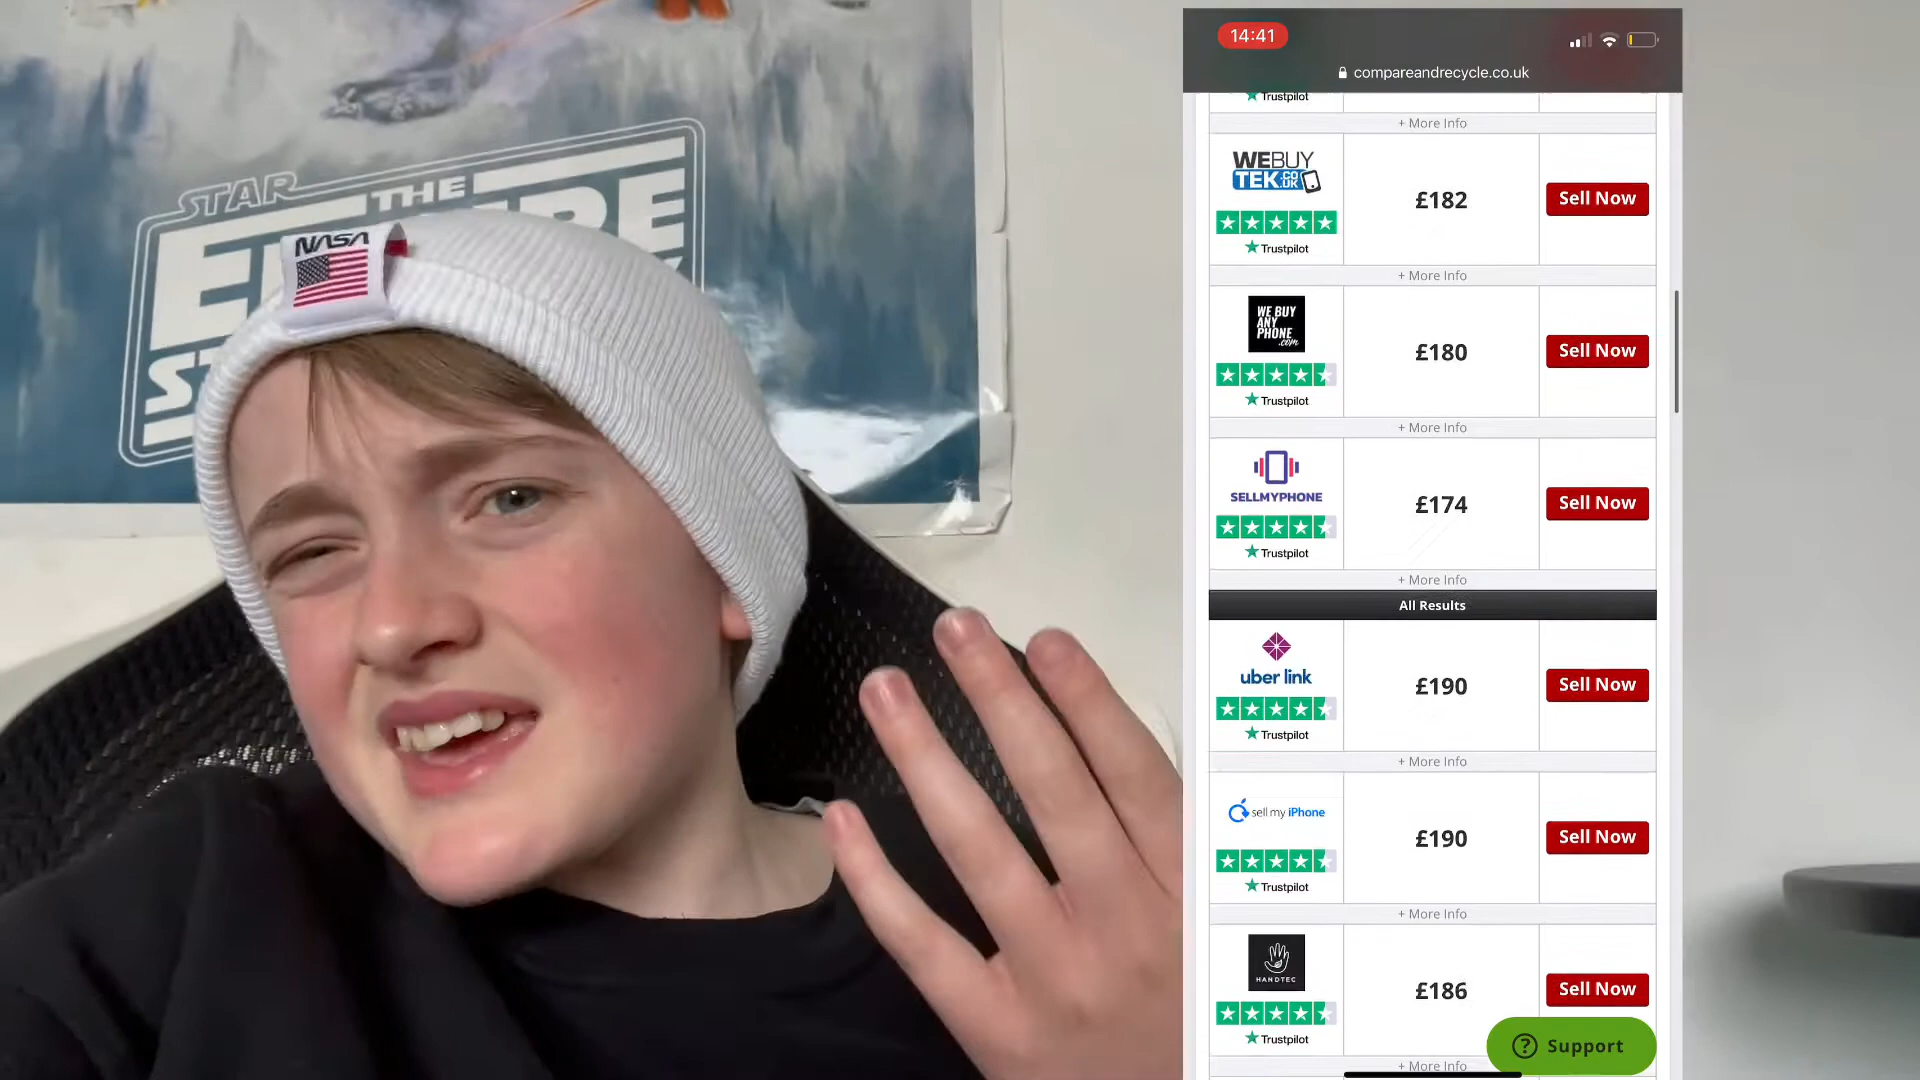 STAR
THE
NASA
14:41
compareandrecycle.co.uk
Trustpilot
+ More Info
WEBUY
TEK.CO.UK
£182
Sell Now
Trustpilot
+ More Info
WE BUY
ANY
PHONE
.com
£180
Sell Now
Trustpilot
+ More Info
SELLMYPHONE
£174
Sell Now
Trustpilot
+ More Info
All Results
uber link
£190
Sell Now
Trustpilot
+ More Info
sell my iPhone
£190
Sell Now
Trustpilot
+ More Info
HANDTEC
£186
Sell Now
Trustpilot
+ More Info
? Support